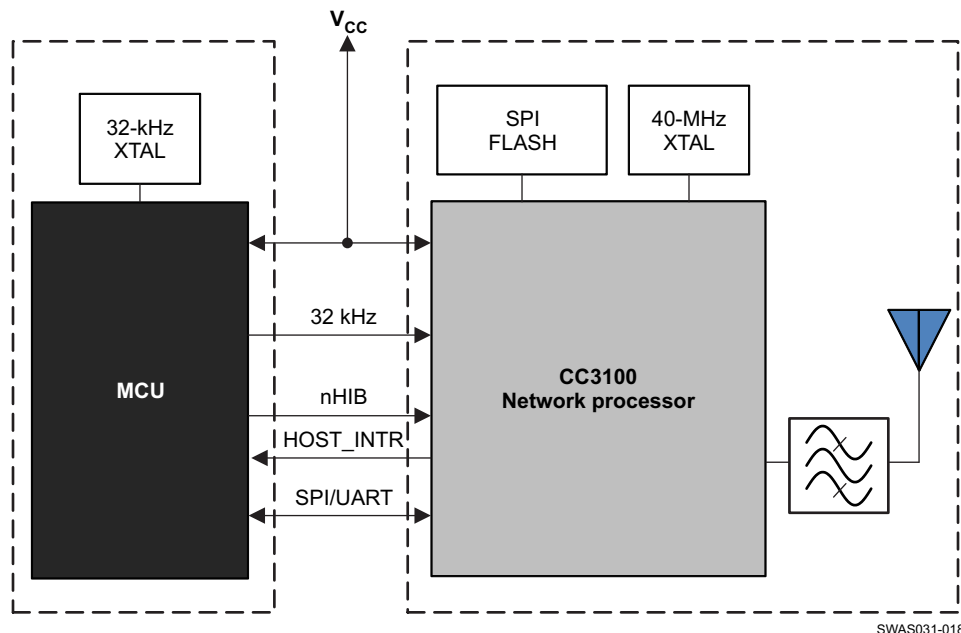 V_CC
32-kHz
XTAL
SPI
FLASH
40-MHz
XTAL
32 kHz
MCU
CC3100
Network processor
nHIB
HOST_INTR
SPI/UART
SWAS031-018